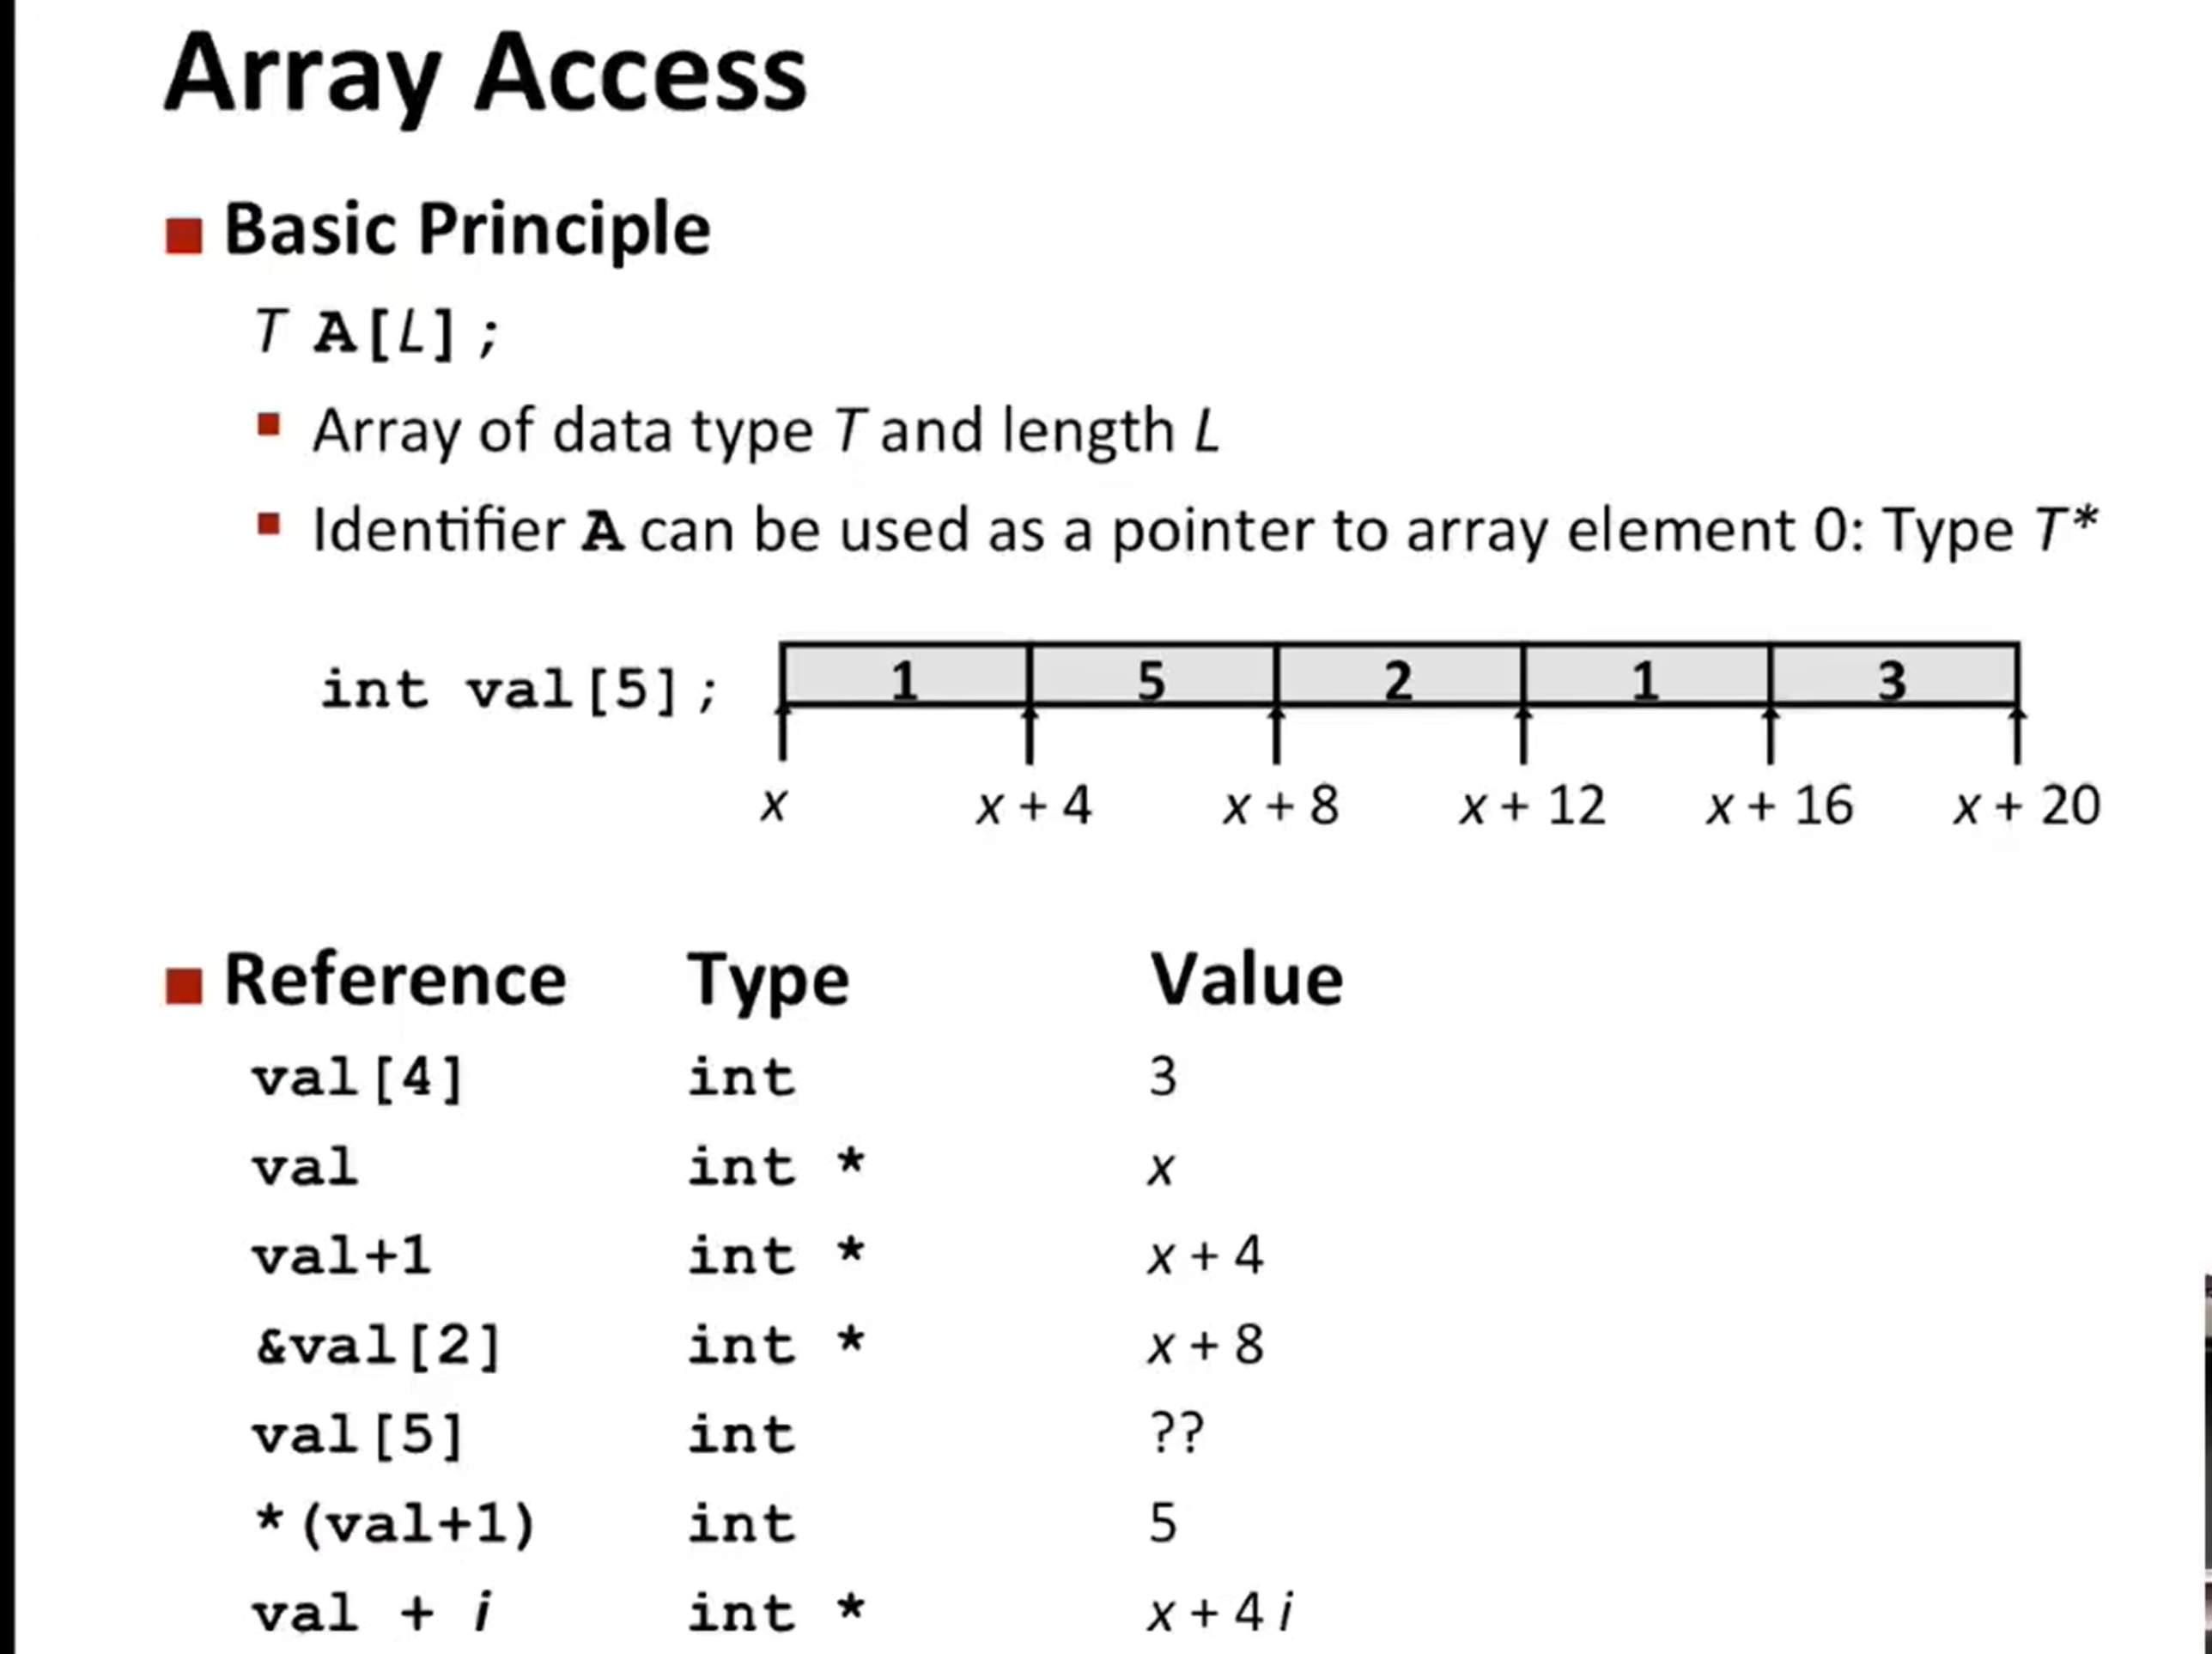 Array Access
Basic Principle
T A[L];
Array of data type T and length L
Identifier A can be used as a pointer to array element 0: Type T*
int val[5]; 1 5 2 1 3
x x + 4 x + 8 x + 12 x + 16 x + 20
Reference Type Value
val[4] int 3
val int * x
val+1 int * x + 4
&val[2] int * x + 8
val[5] int ??
*(val+1) int 5
val + i int * x + 4 i